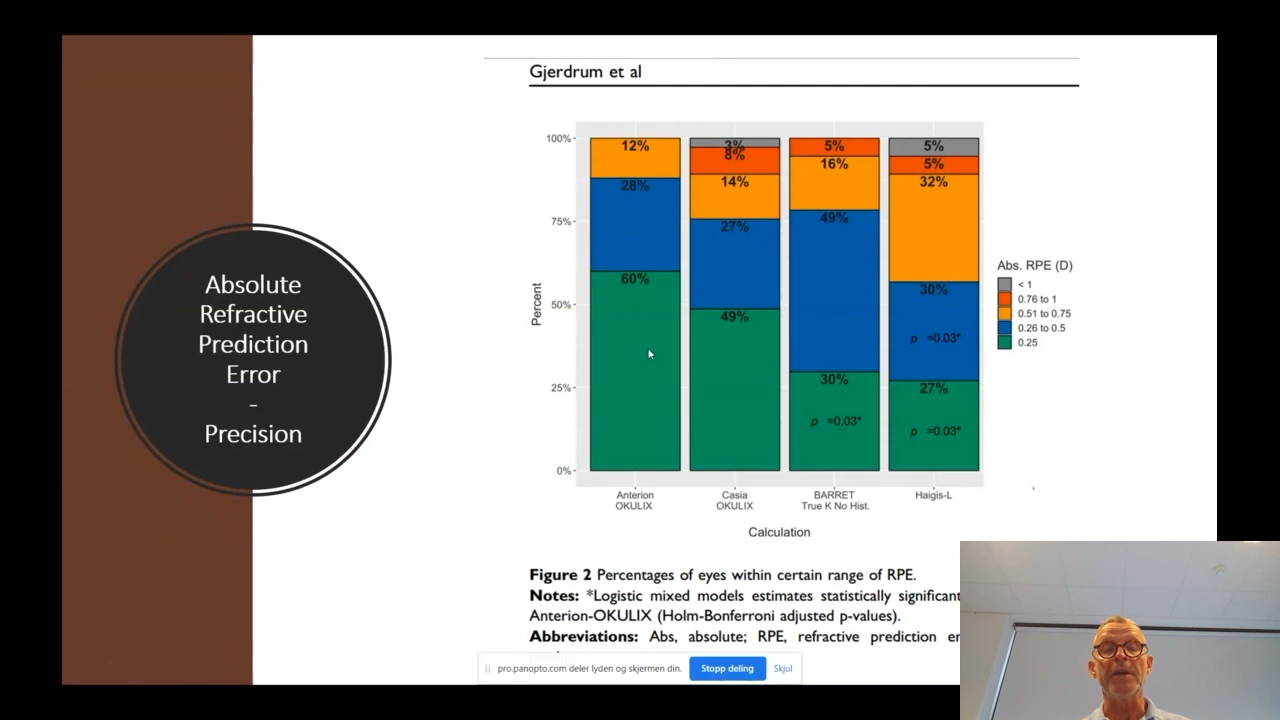 Absolute
Refractive
Prediction
Error
-
Precision
Gjerdrum et al
100%
75%
50%
25%
0%
Percent
12%
28%
60%
3%
8%
14%
27%
49%
5%
16%
49%
30%
p =0.03*
5%
5%
32%
30%
p =0.03*
27%
p =0.03*
Anterion
OKULIX
Casia
OKULIX
BARRET
True K No Hist.
Haigis-L
Calculation
Abs. RPE (D)
< 1
0.76 to 1
0.51 to 0.75
0.26 to 0.5
0.25
Figure 2 Percentages of eyes within certain range of RPE.
Notes: *Logistic mixed models estimates statistically significant
Anterion-OKULIX (Holm-Bonferroni adjusted p-values).
Abbreviations: Abs, absolute; RPE, refractive prediction er
pro.panopto.com deler lyden og skjermen din.
Stopp deling
Skjul